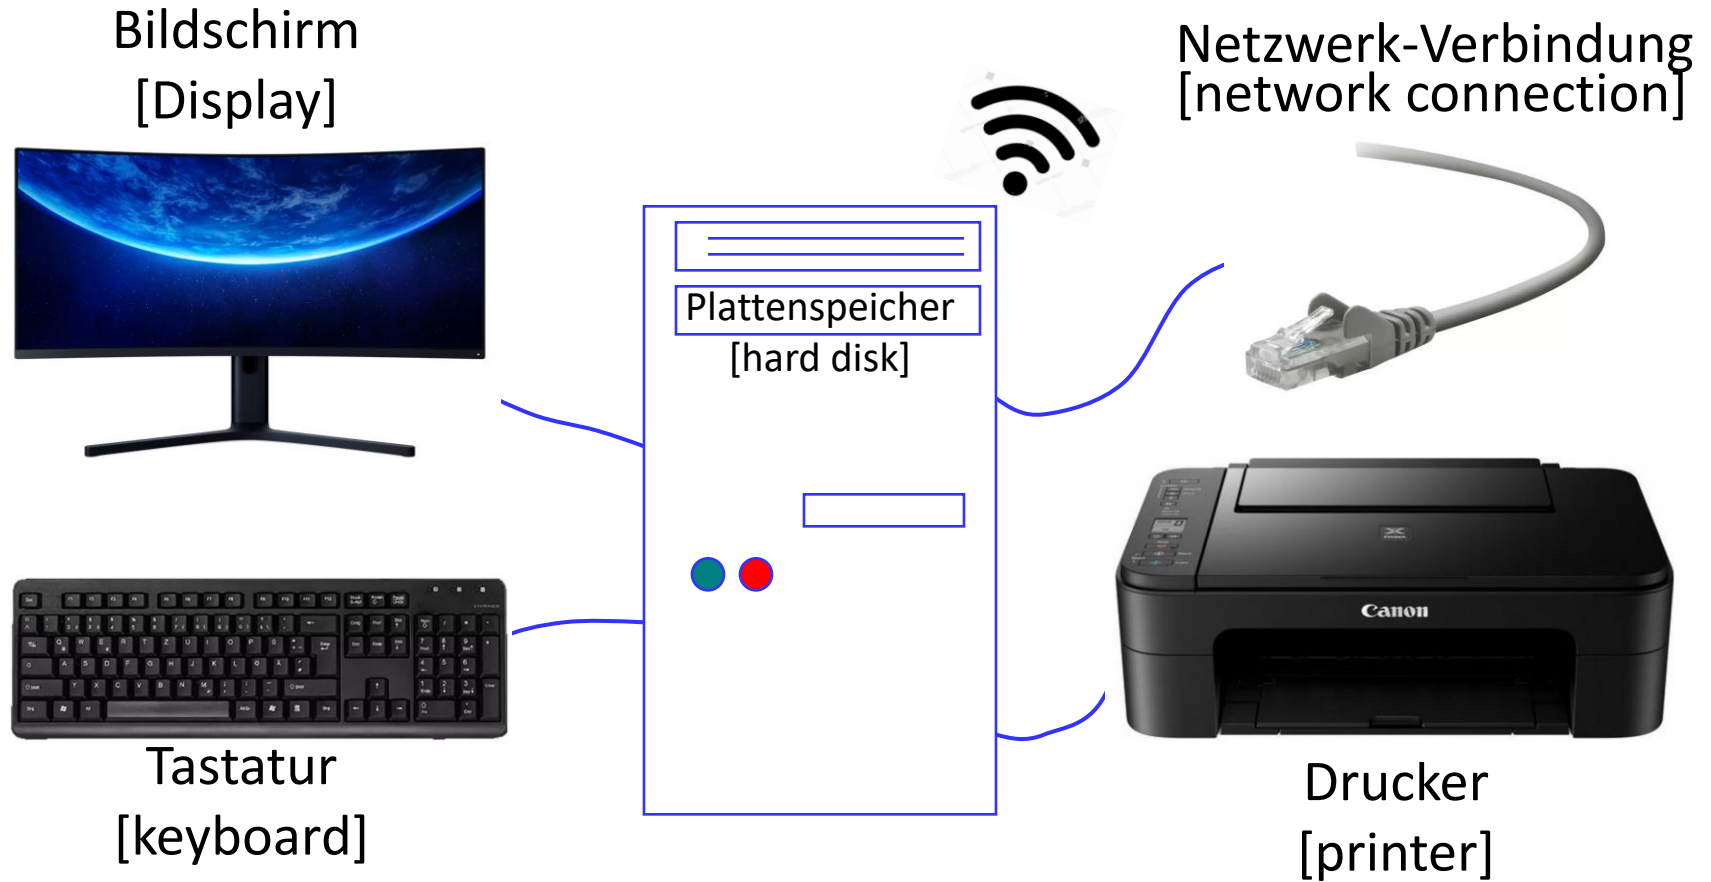 Bildschirm
[Display]
Netzwerk-Verbindung
[network connection]
Plattenspeicher
[hard disk]
Canon
Tastatur
[keyboard]
Drucker
[printer]